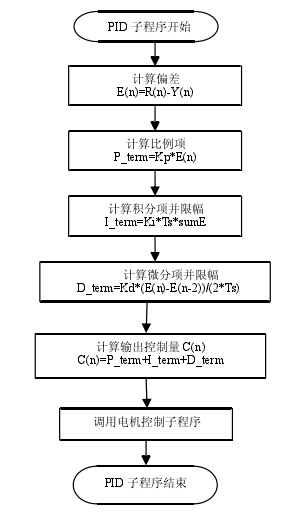 PID 子程序开始
计算偏差
E(n)=R(n)-Y(n)
计算比例项
P_term=Kp*E(n)
计算积分项并限幅
I_term=Ki*Ts*sumE
计算微分项并限幅
D_term=Kd*(E(n)-E(n-2))/(2*Ts)
计算输出控制量 C(n)
C(n)=P_term+I_term+D_term
调用电机控制子程序
PID 子程序结束